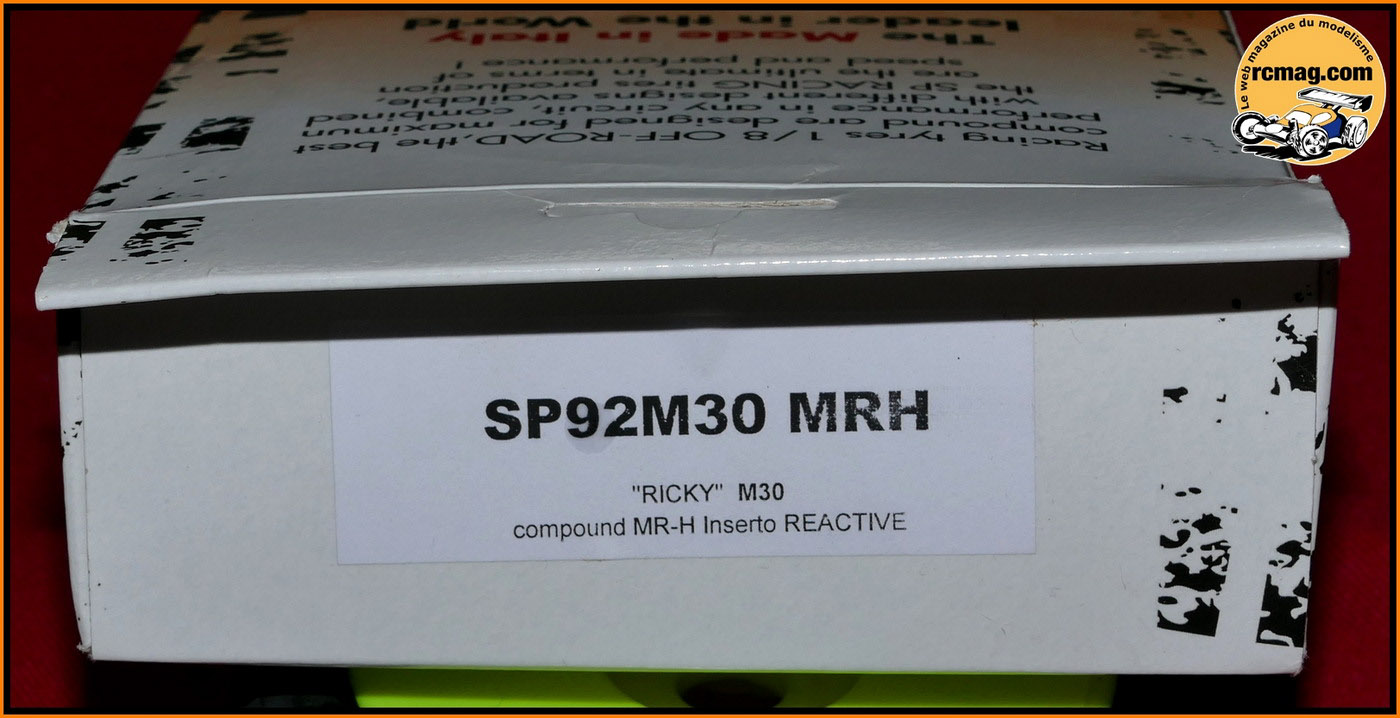 The Made in Italy
leader in the World
Racing tyres 1/8 OFF-ROAD, the best
compound are designed for maximun
performance in any circuit, combined
with different designs available,
the SP RACING tires production
are the ultimate in terms of
speed and performance !
SP92M30 MRH
"RICKY" M30
compound MR-H Inserto REACTIVE
Le web magazine du modelisme
rcmag.com